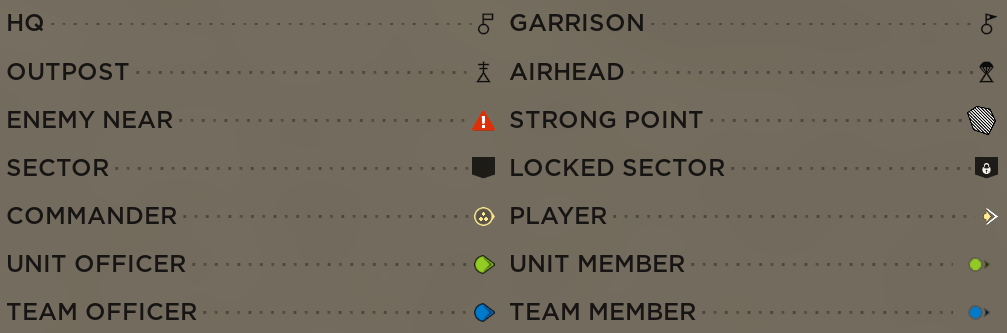 HQ GARRISON
OUTPOST AIRHEAD
ENEMY NEAR STRONG POINT
SECTOR LOCKED SECTOR
COMMANDER PLAYER
UNIT OFFICER UNIT MEMBER
TEAM OFFICER TEAM MEMBER